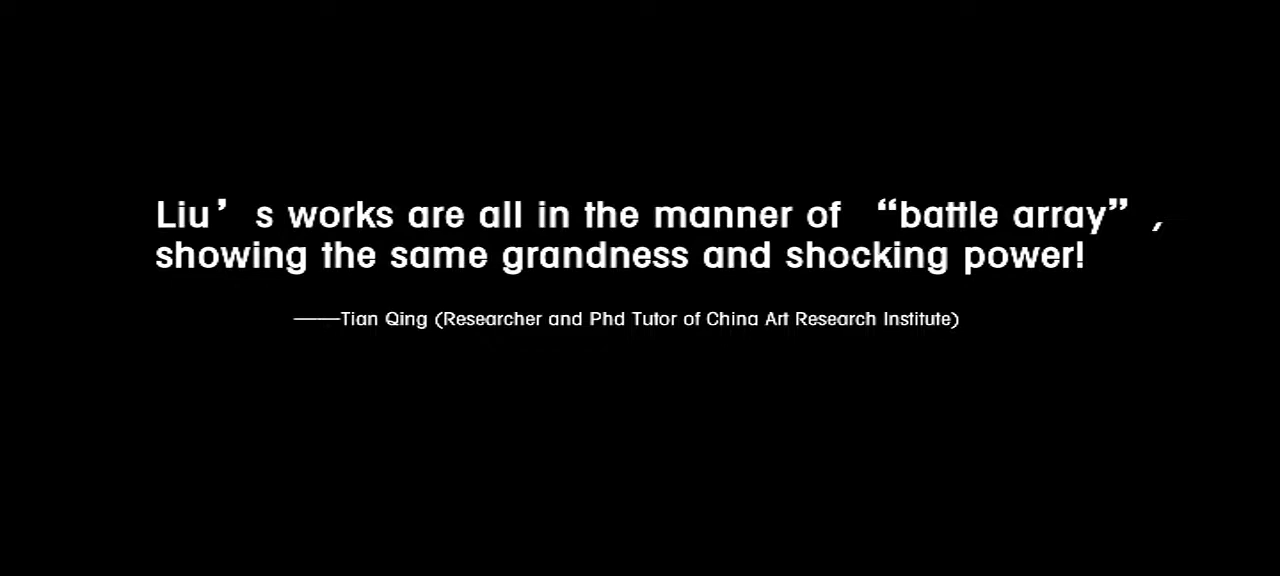 Liu’s works are all in the manner of “battle array”,
showing the same grandness and shocking power!
——Tian Qing (Researcher and Phd Tutor of China Art Research Institute)